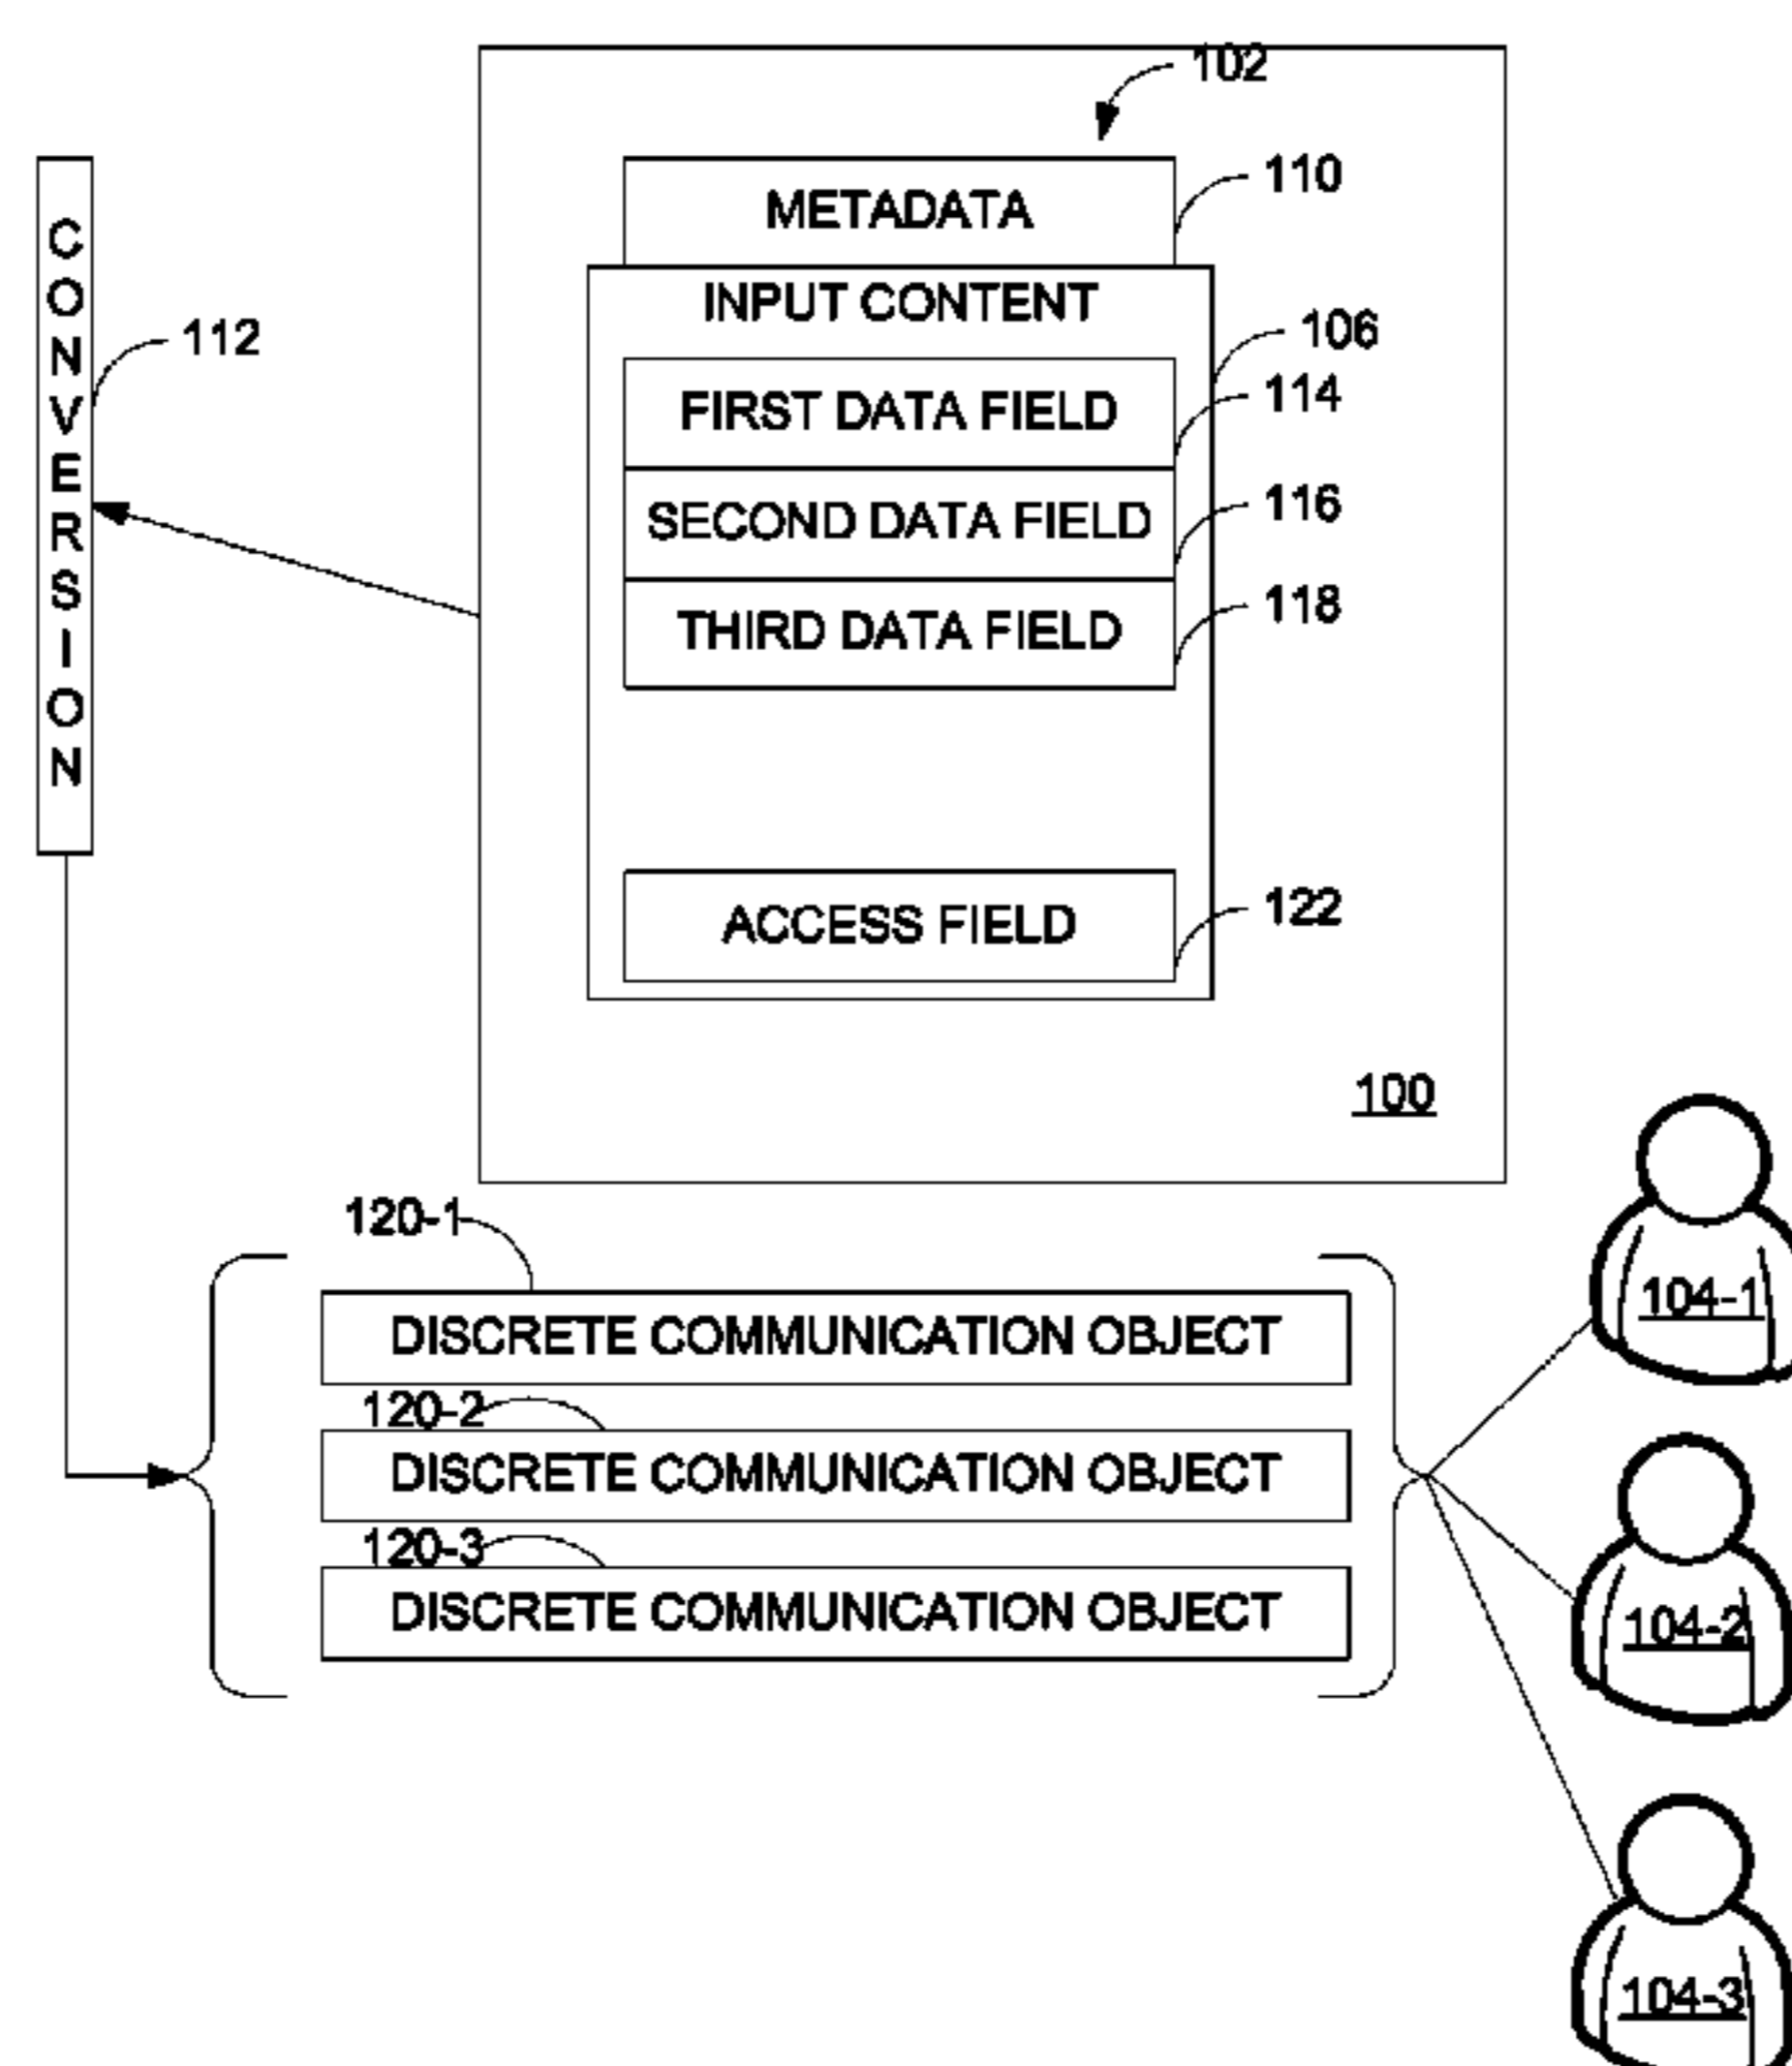 102
METADATA
110
INPUT CONTENT
106
FIRST DATA FIELD
114
SECOND DATA FIELD
116
THIRD DATA FIELD
118
ACCESS FIELD
122
100
CONVERSION
112
120-1
DISCRETE COMMUNICATION OBJECT
120-2
DISCRETE COMMUNICATION OBJECT
120-3
DISCRETE COMMUNICATION OBJECT
104-1
104-2
104-3